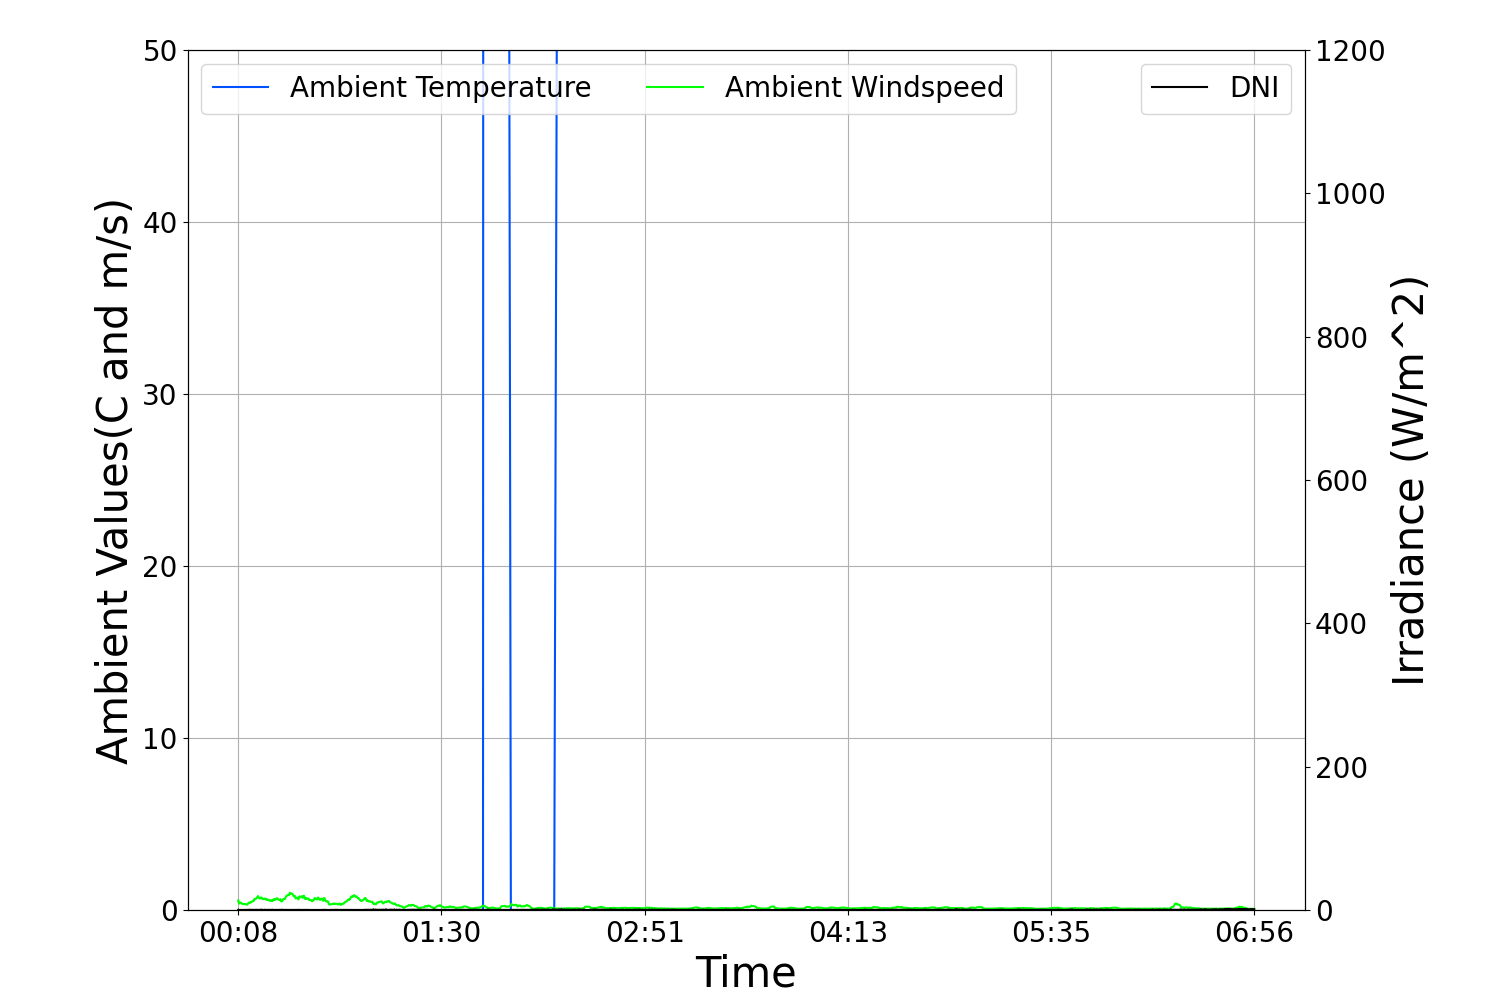 Ambient Temperature
Ambient Windspeed
DNI
Ambient Values(C and m/s)
50
40
30
20
10
0
1200
1000
800
600
400
200
0
Irradiance (W/m^2)
00:08 01:30 02:51 04:13 05:35 06:56
Time